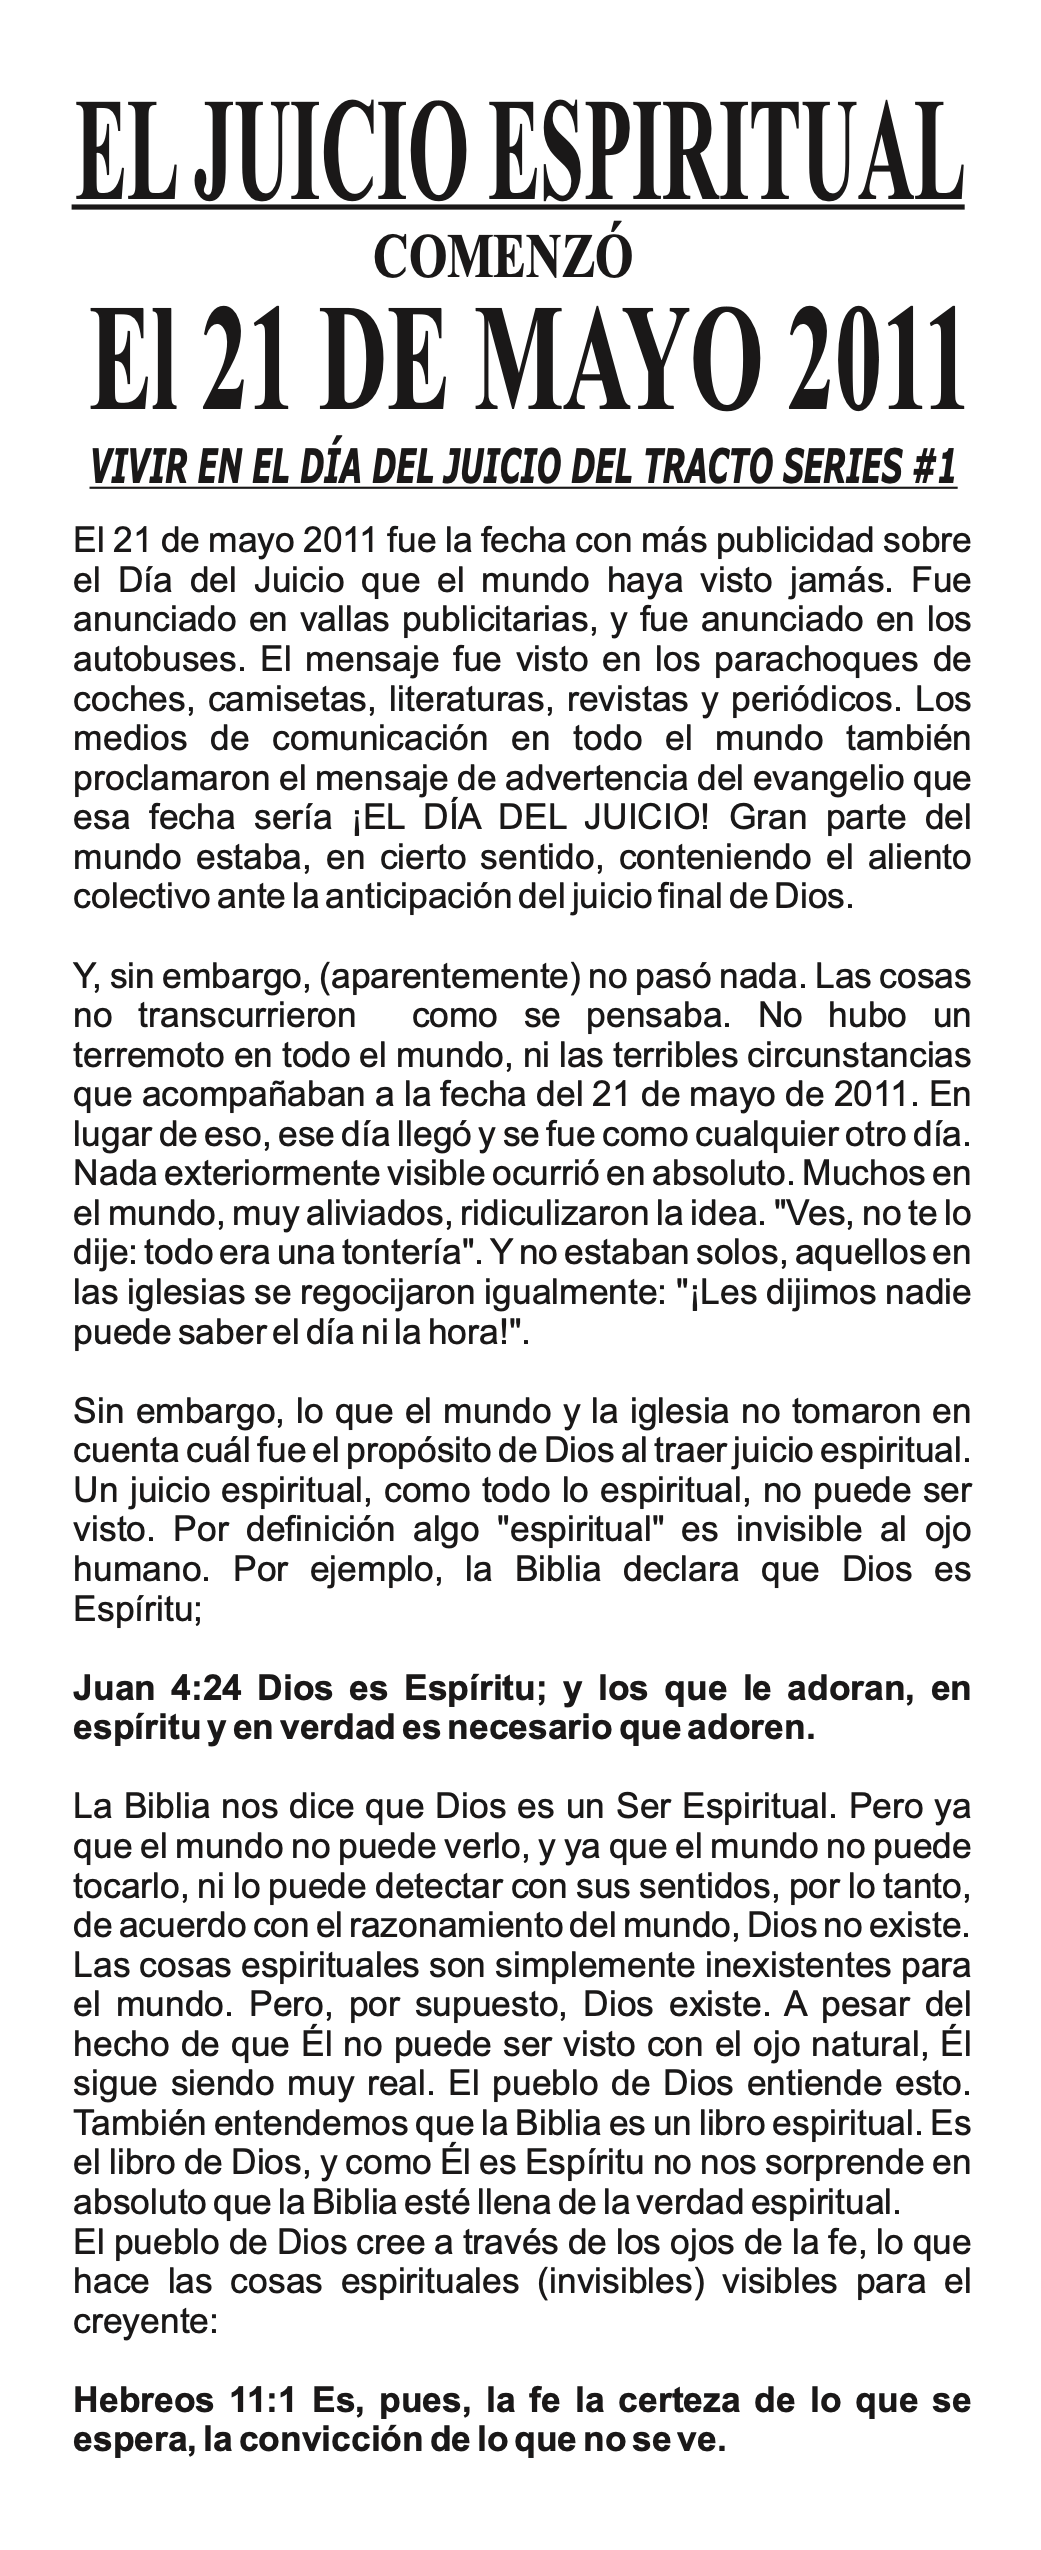 EL JUICIO ESPIRITUAL
COMENZÓ
El 21 DE MAYO 2011
VIVIR EN EL DÍA DEL JUICIO DEL TRACTO SERIES #1
El 21 de mayo 2011 fue la fecha con más publicidad sobre
el Día del Juicio que el mundo haya visto jamás. Fue
anunciado en vallas publicitarias, y fue anunciado en los
autobuses. El mensaje fue visto en los parachoques de
coches, camisetas, literaturas, revistas y periódicos. Los
medios de comunicación en todo el mundo también
proclamaron el mensaje de advertencia del evangelio que
esa fecha sería ¡EL DÍA DEL JUICIO! Gran parte del
mundo estaba, en cierto sentido, conteniendo el aliento
colectivo ante la anticipación del juicio final de Dios.
Y, sin embargo, (aparentemente) no pasó nada. Las cosas
no transcurrieron como se pensaba. No hubo un
terremoto en todo el mundo, ni las terribles circunstancias
que acompañaban a la fecha del 21 de mayo de 2011. En
lugar de eso, ese día llegó y se fue como cualquier otro día.
Nada exteriormente visible ocurrió en absoluto. Muchos en
el mundo, muy aliviados, ridiculizaron la idea. "Ves, no te lo
dije: todo era una tontería". Y no estaban solos, aquellos en
las iglesias se regocijaron igualmente: "¡Les dijimos nadie
puede saber el día ni la hora!".
Sin embargo, lo que el mundo y la iglesia no tomaron en
cuenta cuál fue el propósito de Dios al traer juicio espiritual.
Un juicio espiritual, como todo lo espiritual, no puede ser
visto. Por definición algo "espiritual" es invisible al ojo
humano. Por ejemplo, la Biblia declara que Dios es
Espíritu;
Juan 4:24 Dios es Espíritu; y los que le adoran, en
espíritu y en verdad es necesario que adoren.
La Biblia nos dice que Dios es un Ser Espiritual. Pero ya
que el mundo no puede verlo, y ya que el mundo no puede
tocarlo, ni lo puede detectar con sus sentidos, por lo tanto,
de acuerdo con el razonamiento del mundo, Dios no existe.
Las cosas espirituales son simplemente inexistentes para
el mundo. Pero, por supuesto, Dios existe. A pesar del
hecho de que Él no puede ser visto con el ojo natural, Él
sigue siendo muy real. El pueblo de Dios entiende esto.
También entendemos que la Biblia es un libro espiritual. Es
el libro de Dios, y como Él es Espíritu no nos sorprende en
absoluto que la Biblia esté llena de la verdad espiritual.
El pueblo de Dios cree a través de los ojos de la fe, lo que
hace las cosas espirituales (invisibles) visibles para el
creyente:
Hebreos 11:1 Es, pues, la fe la certeza de lo que se
espera, la convicción de lo que no se ve.